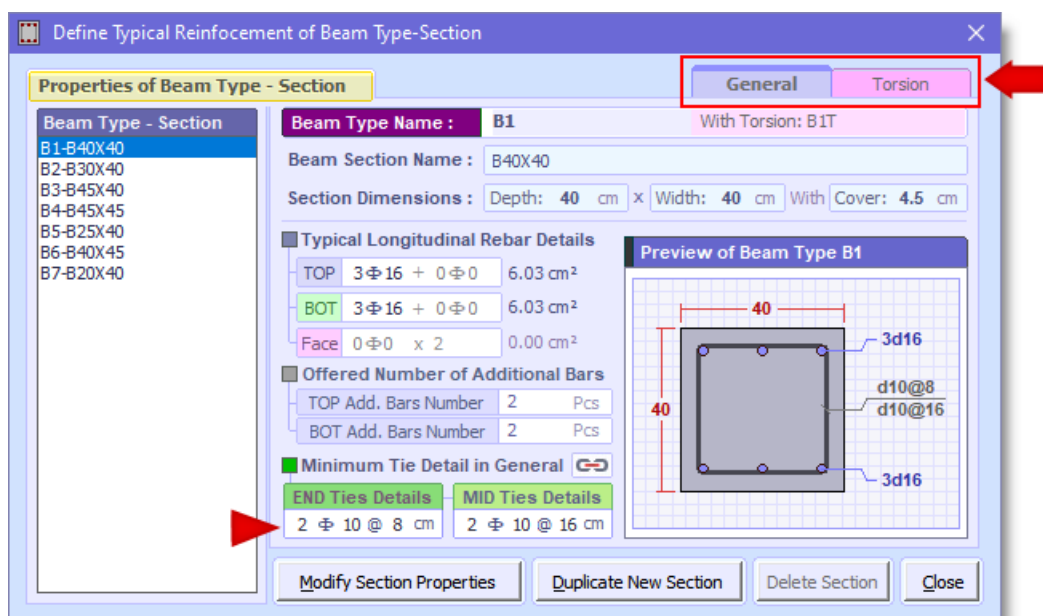 Define Typical Reinfocement of Beam Type-Section
Properties of Beam Type - Section
General
Torsion
Beam Type - Section
B1-B40X40
B2-B30X40
B3-B45X40
B4-B45X45
B5-B25X40
B6-B40X45
B7-B20X40
Beam Type Name : B1 With Torsion: B1T
Beam Section Name : B40X40
Section Dimensions : Depth: 40 cm x Width: 40 cm With Cover: 4.5 cm
Typical Longitudinal Rebar Details
TOP 3Φ16 + 0Φ0 6.03 cm²
BOT 3Φ16 + 0Φ0 6.03 cm²
Face 0Φ0 x 2 0.00 cm²
Offered Number of Additional Bars
TOP Add. Bars Number 2 Pcs
BOT Add. Bars Number 2 Pcs
Minimum Tie Detail in General
END Ties Details MID Ties Details
2 Φ 10 @ 8 cm 2 Φ 10 @ 16 cm
Preview of Beam Type B1
40
3d16
d10@8
40
d10@16
3d16
Modify Section Properties
Duplicate New Section
Delete Section
Close